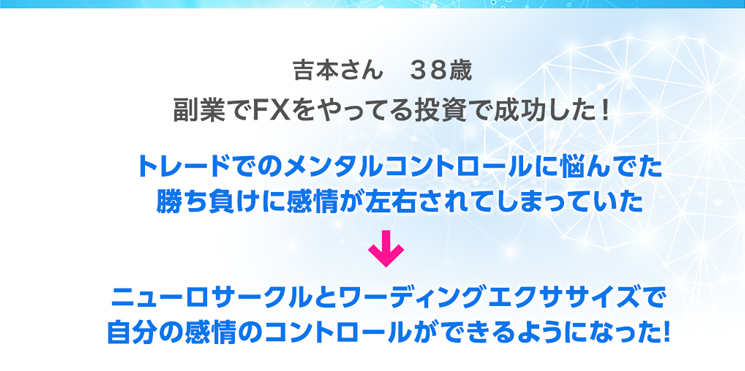 吉本さん　３８歳
副業でFXをやってる投資で成功した！
トレードでのメンタルコントロールに悩んでた
勝ち負けに感情が左右されてしまっていた
ニューロサークルとワーディングエクササイズで
自分の感情のコントロールができるようになった!